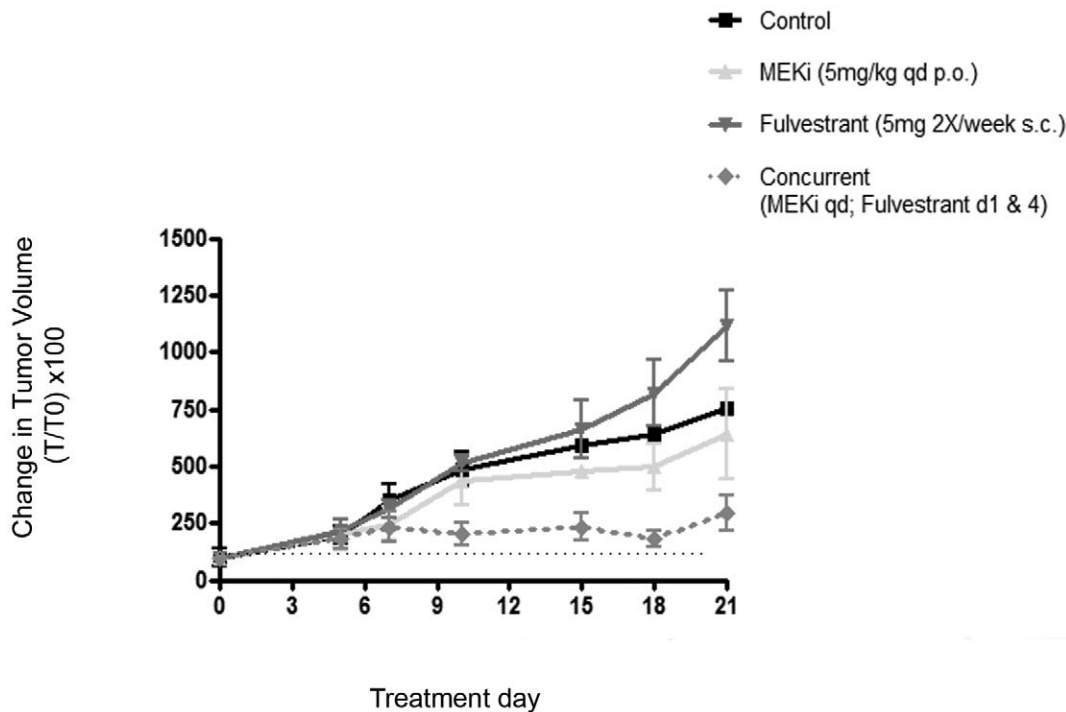 Control
MEKi (5mg/kg qd p.o.)
Fulvestrant (5mg 2X/week s.c.)
Concurrent
(MEKi qd; Fulvestrant d1 & 4)
Change in Tumor Volume
(T/T0) x100
1500
1250
1000
750
500
250
0
0 3 6 9 12 15 18 21
Treatment day